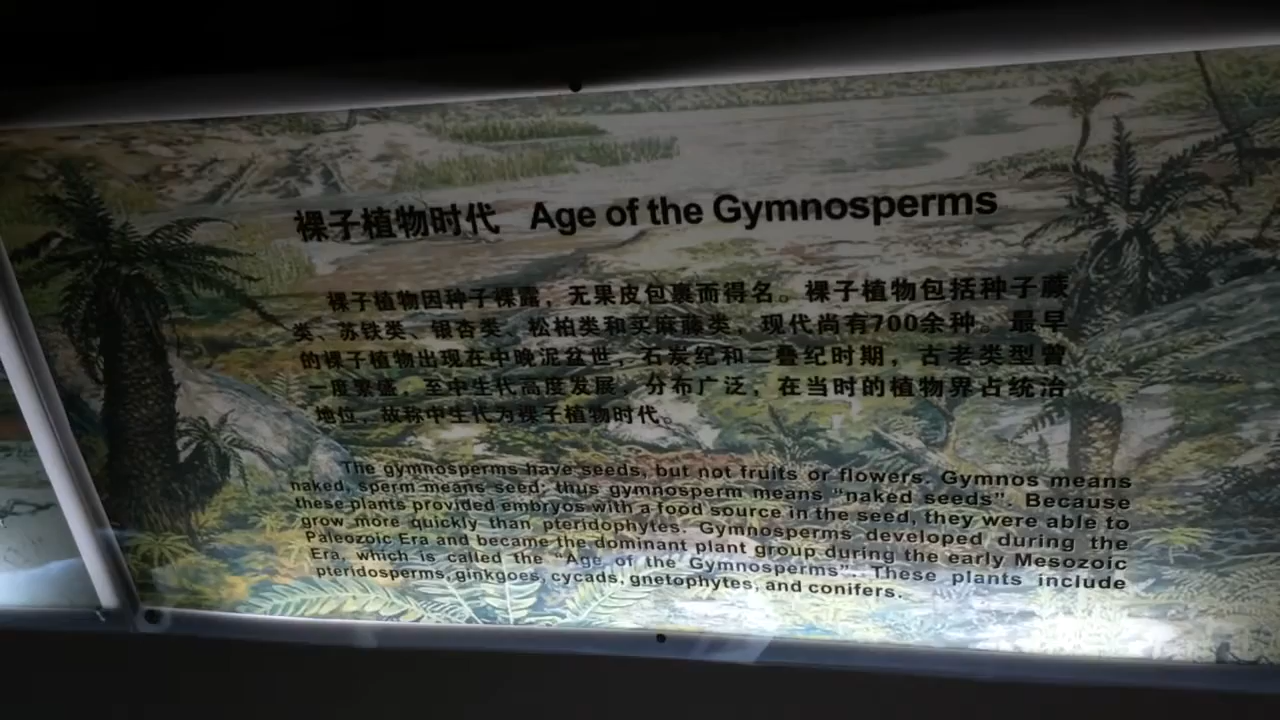 裸子植物时代 Age of the Gymnosperms
裸子植物因种子裸露，无果皮包裹而得名。裸子植物包括种子蕨
类、苏铁类、银杏类、松柏类和买麻藤类，现代尚有700余种。最早
的裸子植物出现在中晚泥盆世，石炭纪和二叠纪时期，古老类型曾
一度繁盛，至中生代高度发展，分布广泛，在当时的植物界占统治
地位，故称中生代为裸子植物时代。
The gymnosperms have seeds, but not fruits or flowers. Gymnos means
naked, sperm means seed; thus gymnosperm means "naked seeds". Because
these plants provided embryos with a food source in the seed, they were able to
grow more quickly than pteridophytes. Gymnosperms developed during the
Paleozoic Era and became the dominant plant group during the early Mesozoic
Era, which is called the "Age of the Gymnosperms". These plants include
pteridosperms, ginkgoes, cycads, gnetophytes, and conifers.